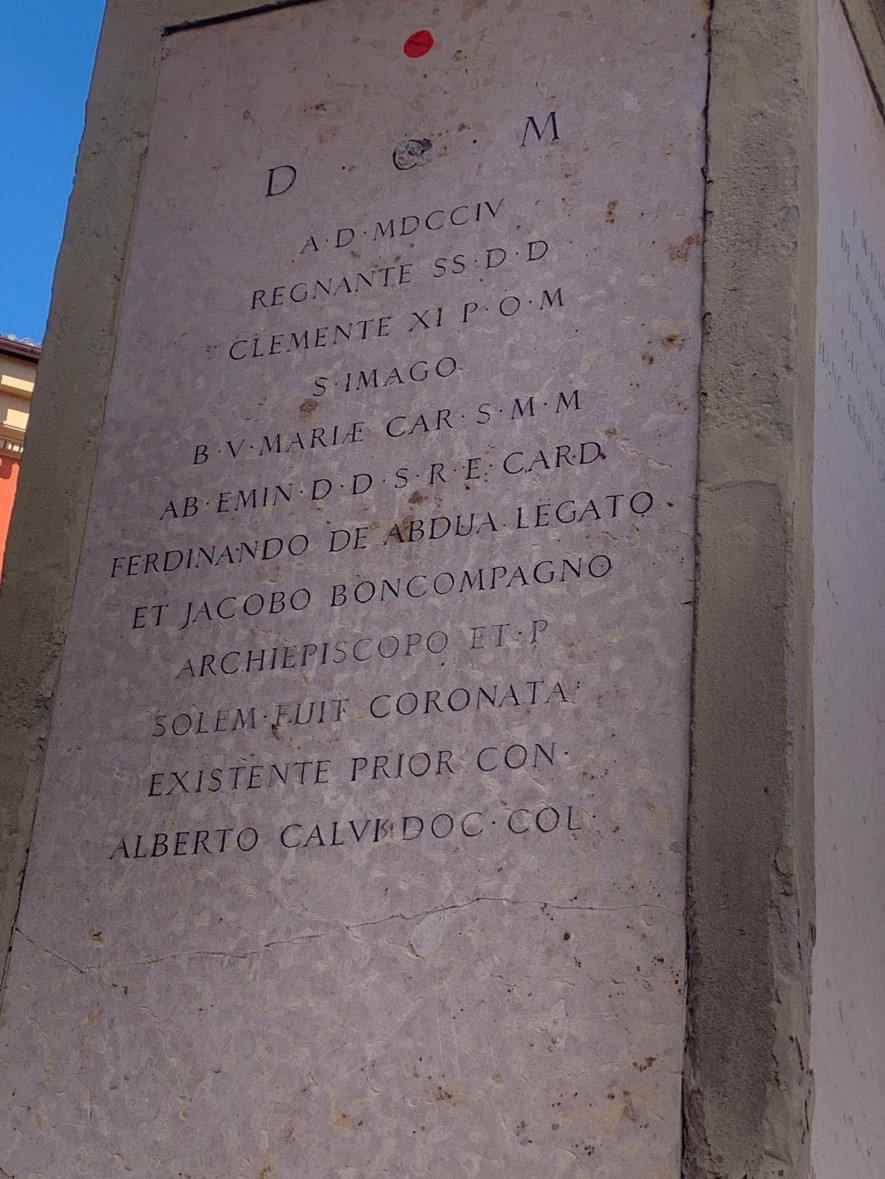 D · O · M
A · D · MDCCIV
REGNANTE SS · D · D
CLEMENTE XI P · O · M
S · IMAGO
B · V · MARIÆ CAR · S · M · M
AB · EMIN · D · D · S · R · E · CARD
FERDINANDO DE ABDUA LEGATO
ET JACOBO BONCOMPAGNO
ARCHIEPISCOPO ET · P
SOLEM · FUIT CORONATA
EXISTENTE PRIOR CON ·
ALBERTO CALVI DOC · COL ·